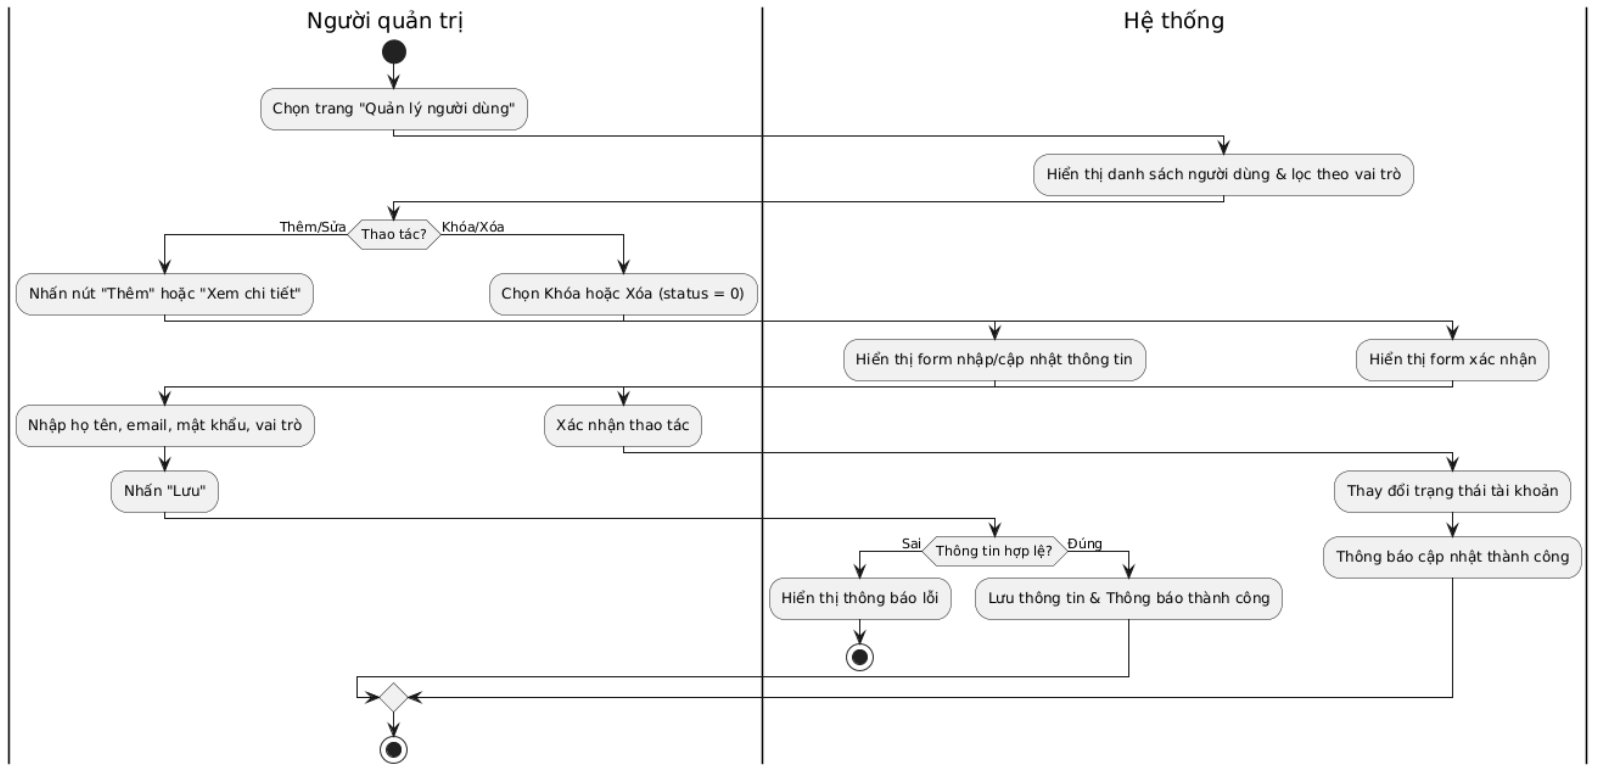 Người quản trị
Hệ thống
Chọn trang "Quản lý người dùng"
Hiển thị danh sách người dùng & lọc theo vai trò
Thêm/Sửa
Thao tác?
Khóa/Xóa
Nhấn nút "Thêm" hoặc "Xem chi tiết"
Chọn Khóa hoặc Xóa (status = 0)
Hiển thị form nhập/cập nhật thông tin
Hiển thị form xác nhận
Nhập họ tên, email, mật khẩu, vai trò
Xác nhận thao tác
Nhấn "Lưu"
Thay đổi trạng thái tài khoản
Sai
Thông tin hợp lệ?
Đúng
Thông báo cập nhật thành công
Hiển thị thông báo lỗi
Lưu thông tin & Thông báo thành công